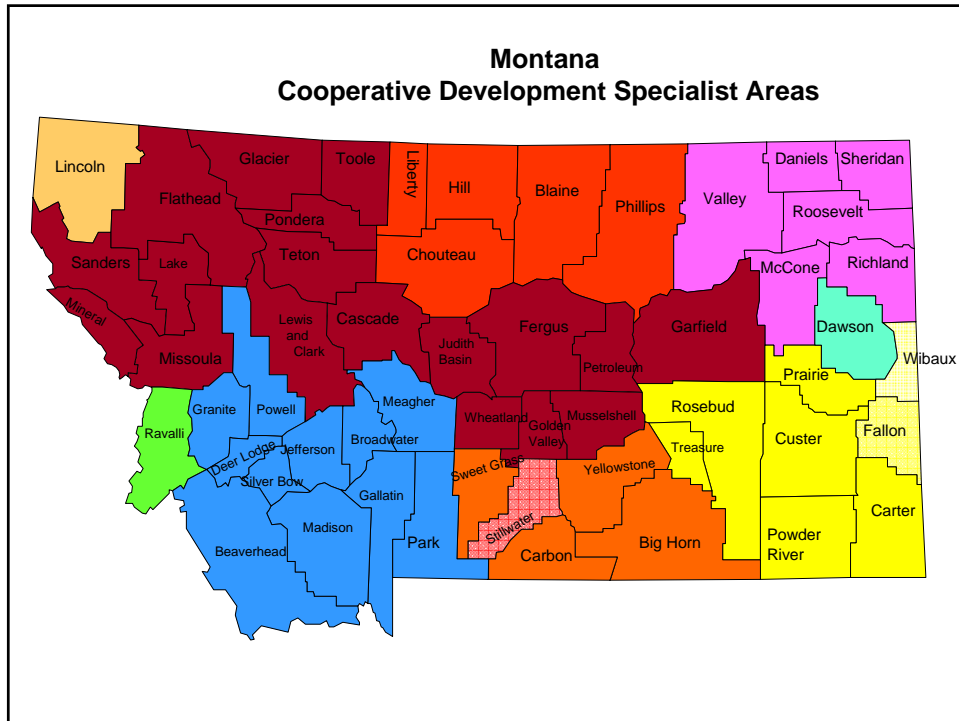 Montana
Cooperative Development Specialist Areas
Lincoln
Glacier
Toole
Liberty
Hill
Blaine
Phillips
Valley
Daniels
Sheridan
Flathead
Pondera
Roosevelt
Sanders
Lake
Teton
Chouteau
McCone
Richland
Mineral
Missoula
Lewis
and
Clark
Cascade
Judith
Basin
Fergus
Petroleum
Garfield
Dawson
Wibaux
Prairie
Ravalli
Granite
Powell
Meagher
Wheatland
Golden
Valley
Musselshell
Rosebud
Custer
Fallon
Deer Lodge
Jefferson
Broadwater
Treasure
Silver Bow
Gallatin
Sweet Grass
Yellowstone
Stillwater
Carter
Beaverhead
Madison
Park
Carbon
Big Horn
Powder
River